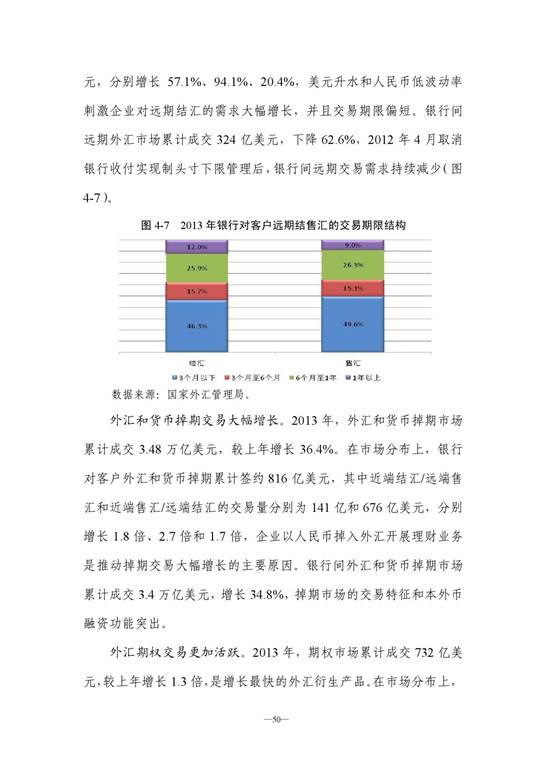 元，分别增长 57.1%、94.1%、20.4%，美元升水和人民币低波动率
刺激企业对远期结汇的需求大幅增长，并且交易期限偏短。银行间
远期外汇市场累计成交 324 亿美元，下降 62.6%，2012 年 4 月取消
银行收付实现制头寸下限管理后，银行间远期交易需求持续减少（图
4-7）。
图 4-7 2013 年银行对客户远期结售汇的交易期限结构
12.0% 9.0%
25.9% 26.3%
15.7% 15.1%
46.3% 49.6%
结汇 售汇
3个月以下 3个月至6个月 6个月至1年 1年以上
数据来源：国家外汇管理局。
外汇和货币掉期交易大幅增长。2013 年，外汇和货币掉期市场
累计成交 3.48 万亿美元，较上年增长 36.4%。在市场分布上，银行
对客户外汇和货币掉期累计签约 816 亿美元，其中近端结汇/远端售
汇和近端售汇/远端结汇的交易量分别为 141 亿和 676 亿美元，分别
增长 1.8 倍、2.7 倍和 1.7 倍，企业以人民币掉入外汇开展理财业务
是推动掉期交易大幅增长的主要原因。银行间外汇和货币掉期市场
累计成交 3.4 万亿美元，增长 34.8%，掉期市场的交易特征和本外币
融资功能突出。
外汇期权交易更加活跃。2013 年，期权市场累计成交 732 亿美
元，较上年增长 1.3 倍，是增长最快的外汇衍生产品。在市场分布上，
—50—